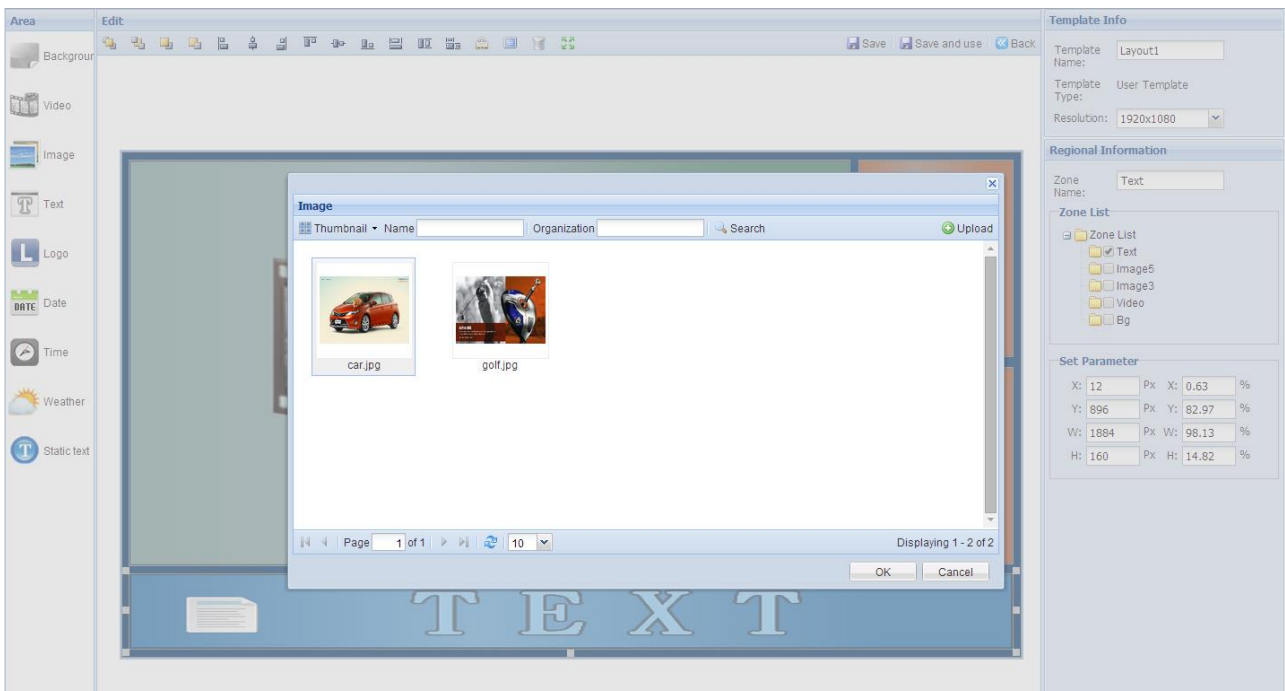 Area
Edit
Template Info
Save
Save and use
Back
Backgrour
Video
Image
Text
Logo
DATE
Date
Time
Weather
T
Static text
Template Name:
Layout1
Template Type:
User Template
Resolution:
1920x1080
Regional Information
Zone Name:
Text
Zone List
Zone List
Text
Image5
Image3
Video
Bg
Set Parameter
X: 12 Px X: 0.63 %
Y: 896 Px Y: 82.97 %
W: 1884 Px W: 98.13 %
H: 160 Px H: 14.82 %
Image
Thumbnail Name Organization Search Upload
car.jpg
golf.jpg
Page 1 of 1 10 Displaying 1 - 2 of 2
OK Cancel
TEXT